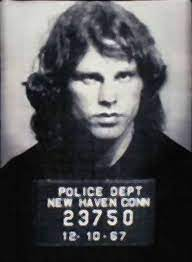 POLICE DEPT
NEW HAVEN CONN
23750
12-10-67